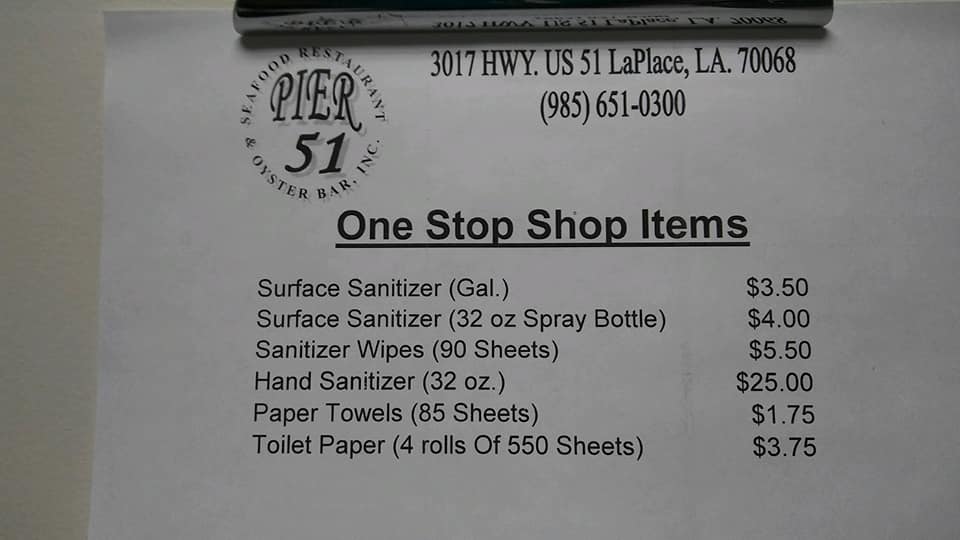 3017 HWY. US 51 LaPlace, LA. 70068
(985) 651-0300
SEAFOOD RESTAURANT
PIER
51
& OYSTER BAR, INC.
One Stop Shop Items
Surface Sanitizer (Gal.) $3.50
Surface Sanitizer (32 oz Spray Bottle) $4.00
Sanitizer Wipes (90 Sheets) $5.50
Hand Sanitizer (32 oz.) $25.00
Paper Towels (85 Sheets) $1.75
Toilet Paper (4 rolls Of 550 Sheets) $3.75